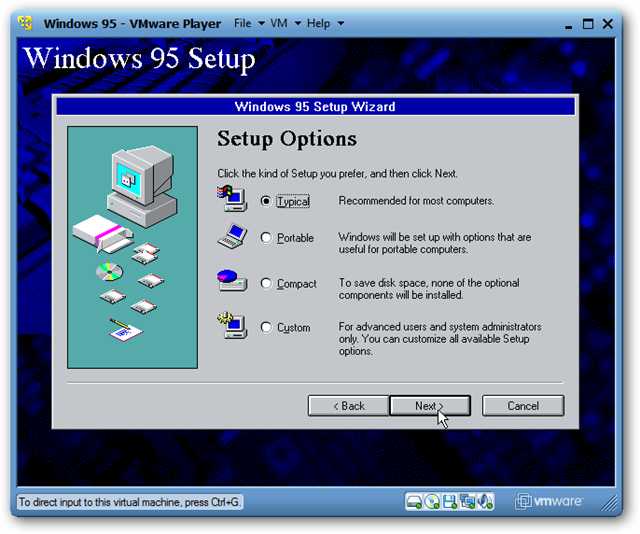 Windows 95 - VMware Player File VM Help
Windows 95 Setup
Windows 95 Setup Wizard
Setup Options
Click the kind of Setup you prefer, and then click Next.
Typical
Recommended for most computers.
Portable
Windows will be set up with options that are
useful for portable computers.
Compact
To save disk space, none of the optional
components will be installed.
Custom
For advanced users and system administrators
only. You can customize all available Setup
options.
< Back
Next >
Cancel
To direct input to this virtual machine, press Ctrl+G.
vmware